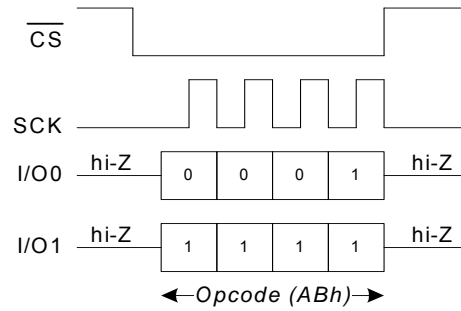 CS
SCK
hi-Z hi-Z
I/O0 0 0 0 1
hi-Z hi-Z
I/O1 1 1 1 1
Opcode (ABh)